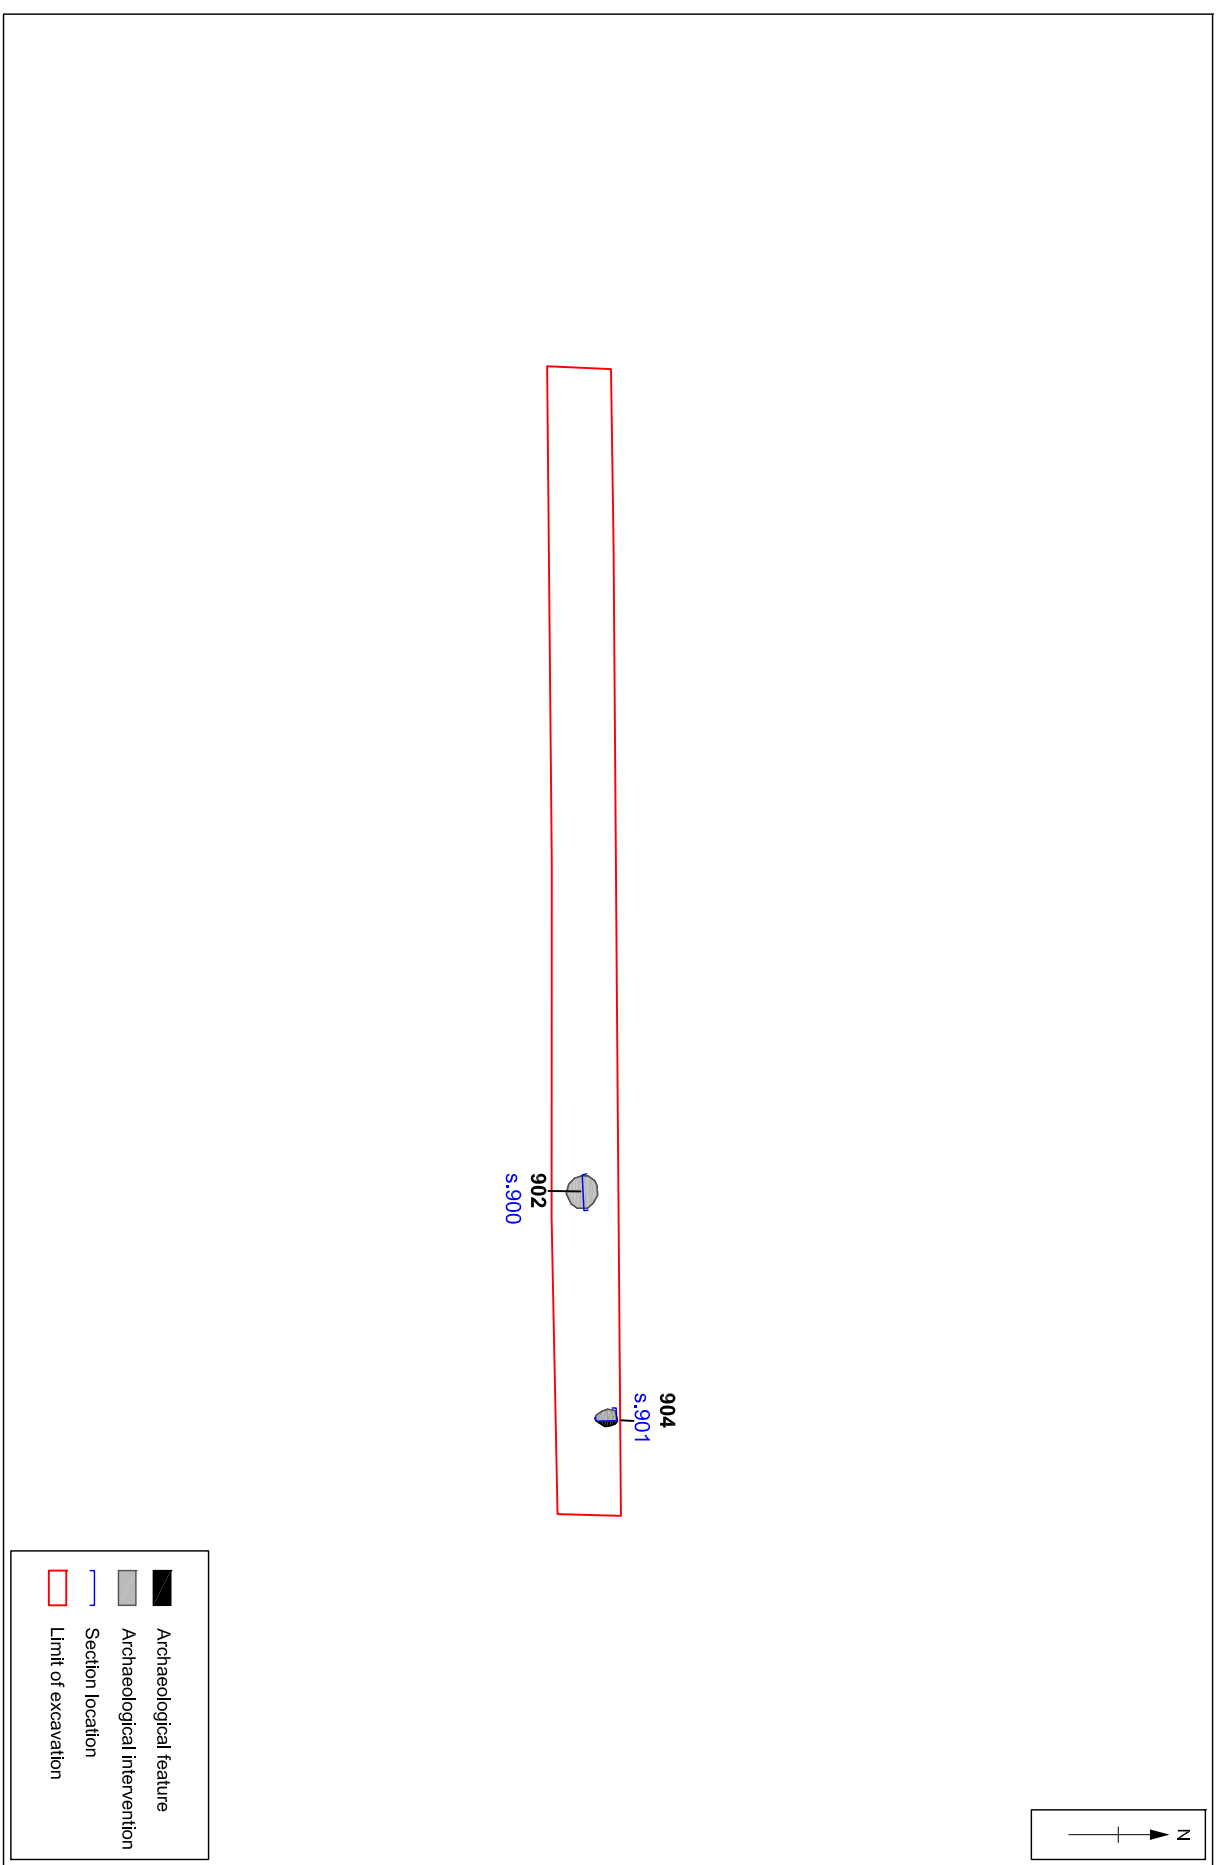 N
904
s.901
902
s.900
Archaeological feature
Archaeological intervention
Section location
Limit of excavation